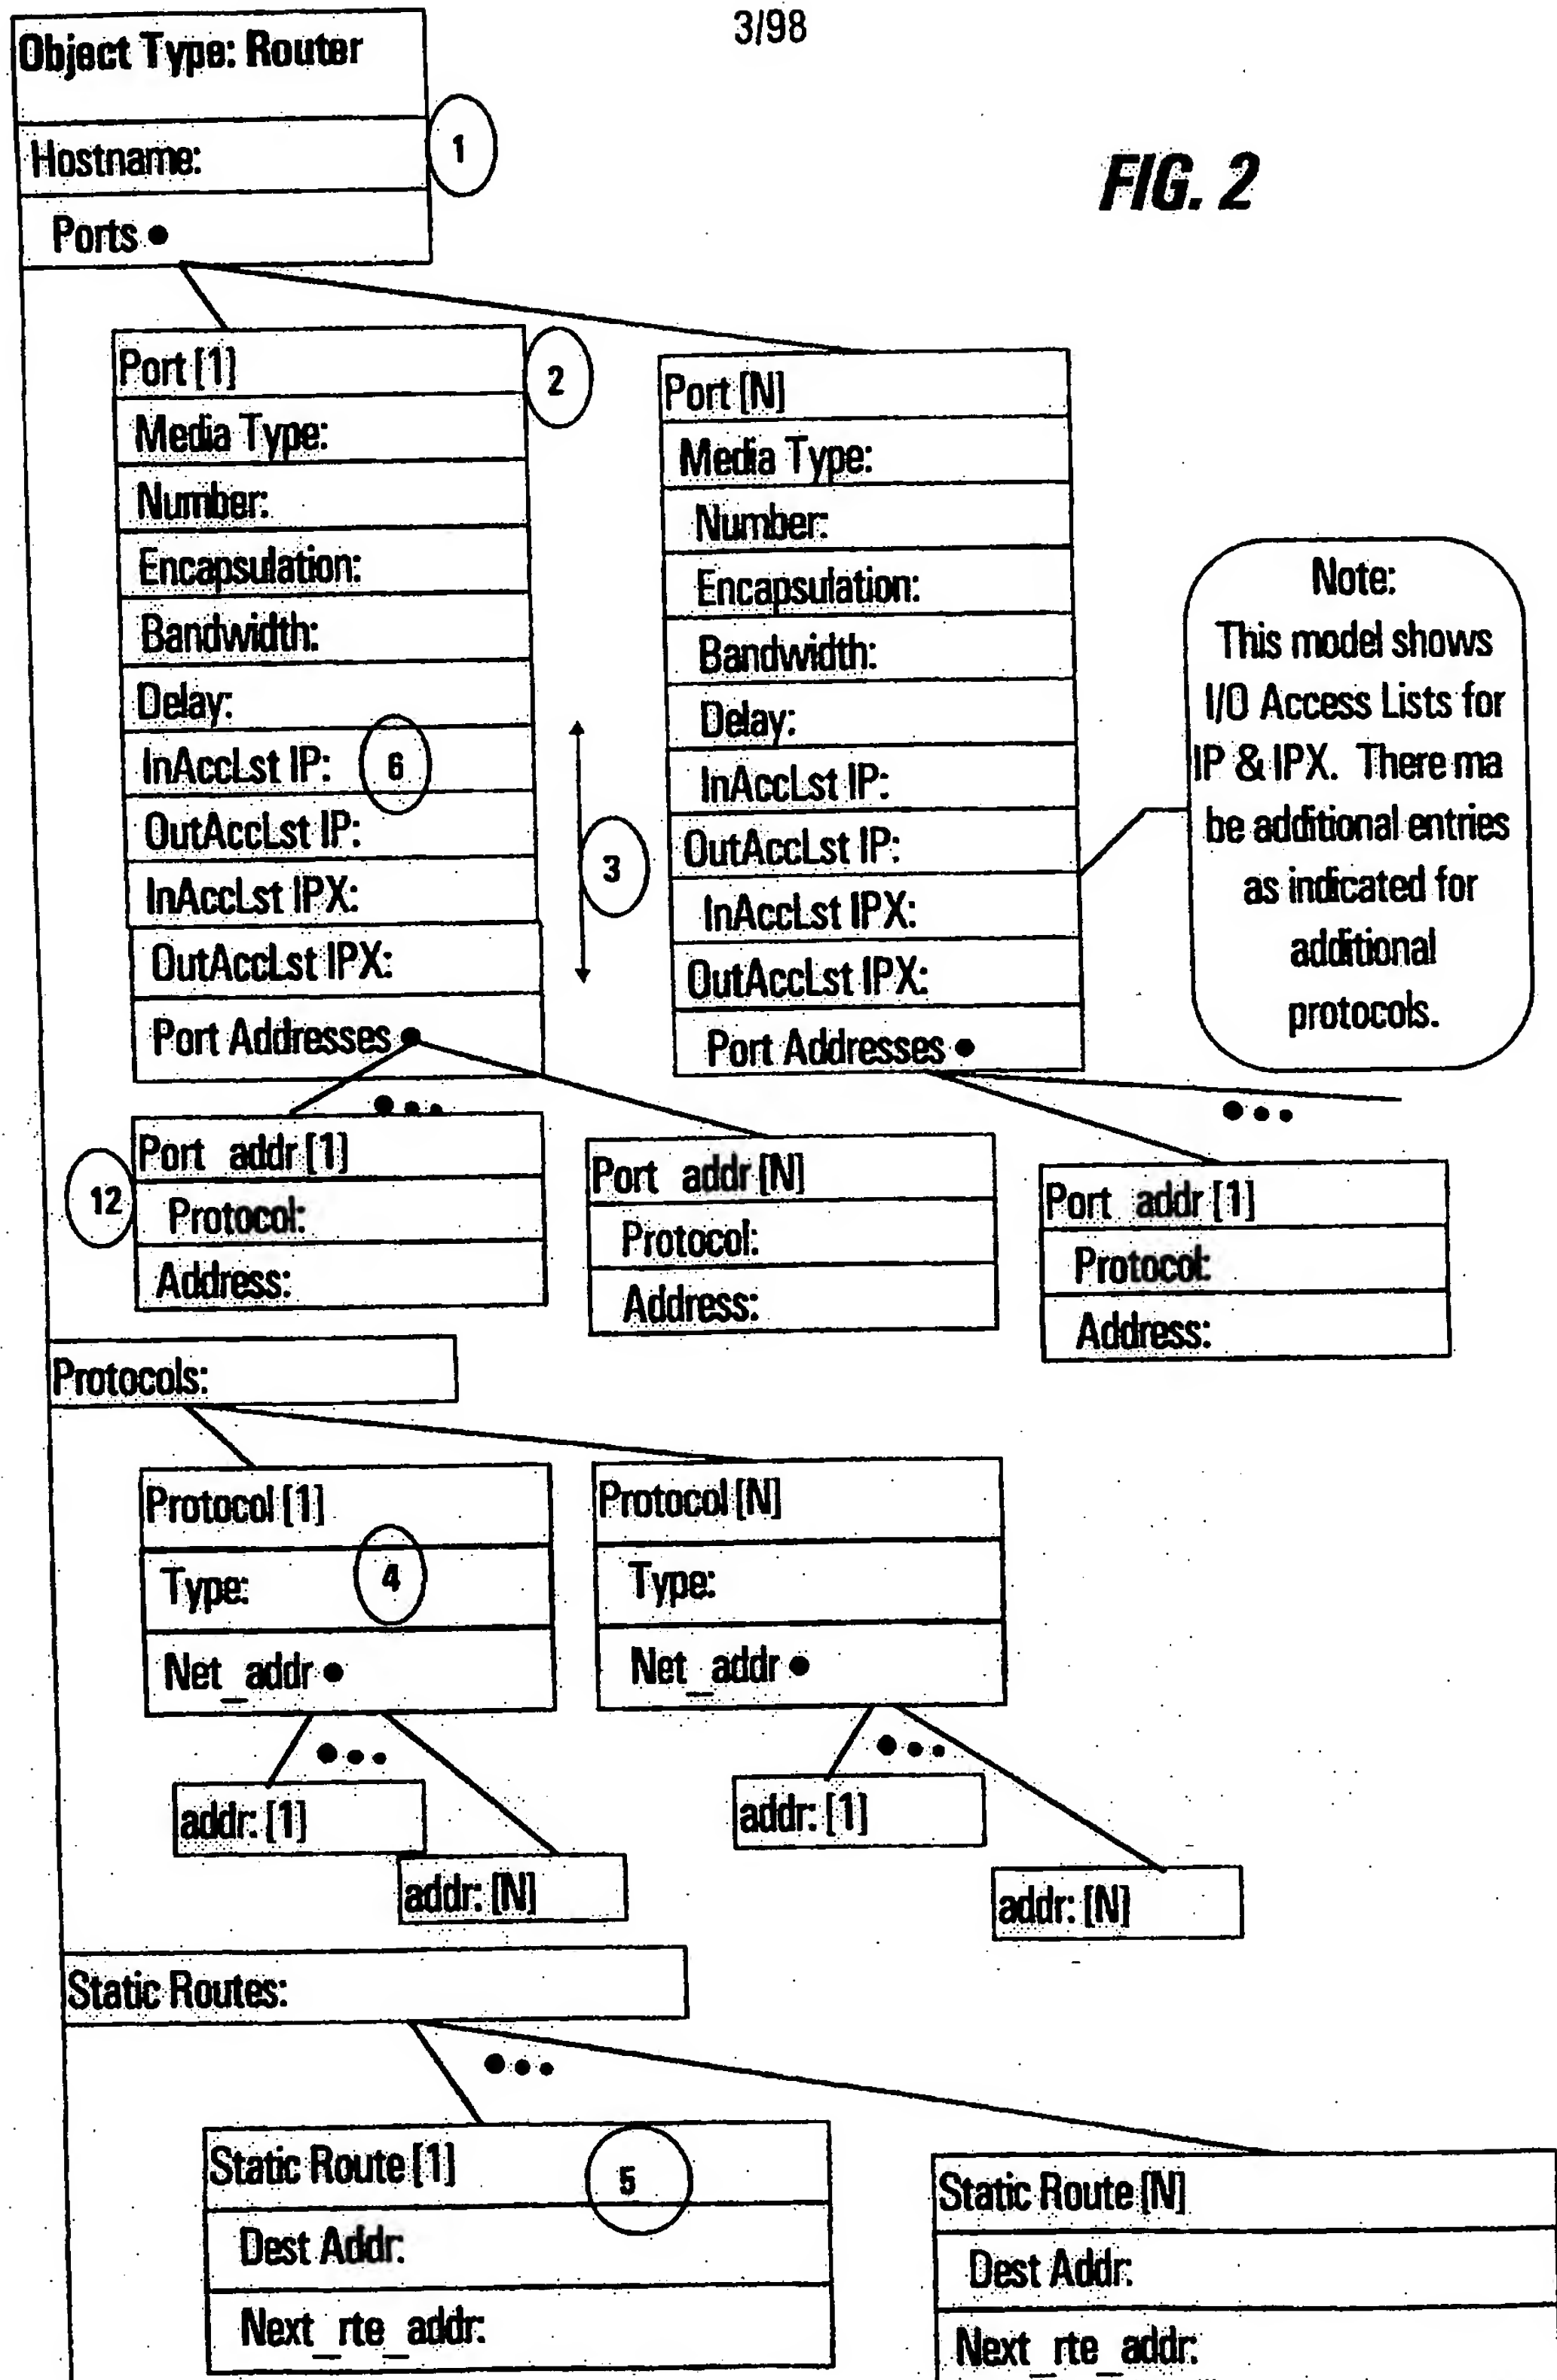 3/98
FIG. 2
Object Type: Router
Hostname:
Ports
1
Port [1]
Media Type:
Number:
Encapsulation:
Bandwidth:
Delay:
InAccLst IP:
OutAccLst IP:
InAccLst IPX:
OutAccLst IPX:
Port Addresses
2
6
3
Port [N]
Media Type:
Number:
Encapsulation:
Bandwidth:
Delay:
InAccLst IP:
OutAccLst IP:
InAccLst IPX:
OutAccLst IPX:
Port Addresses
Note:
This model shows
I/O Access Lists for
IP & IPX. There ma
be additional entries
as indicated for
additional
protocols.
12
Port addr [1]
Protocol:
Address:
Port addr [N]
Protocol:
Address:
Port addr [1]
Protocol:
Address:
Protocols:
Protocol [1]
Type:
Net_addr
4
Protocol [N]
Type:
Net_addr
addr: [1]
addr: [N]
addr: [1]
addr: [N]
Static Routes:
Static Route [1]
Dest Addr:
Next_rte_addr:
5
Static Route [N]
Dest Addr:
Next_rte_addr: